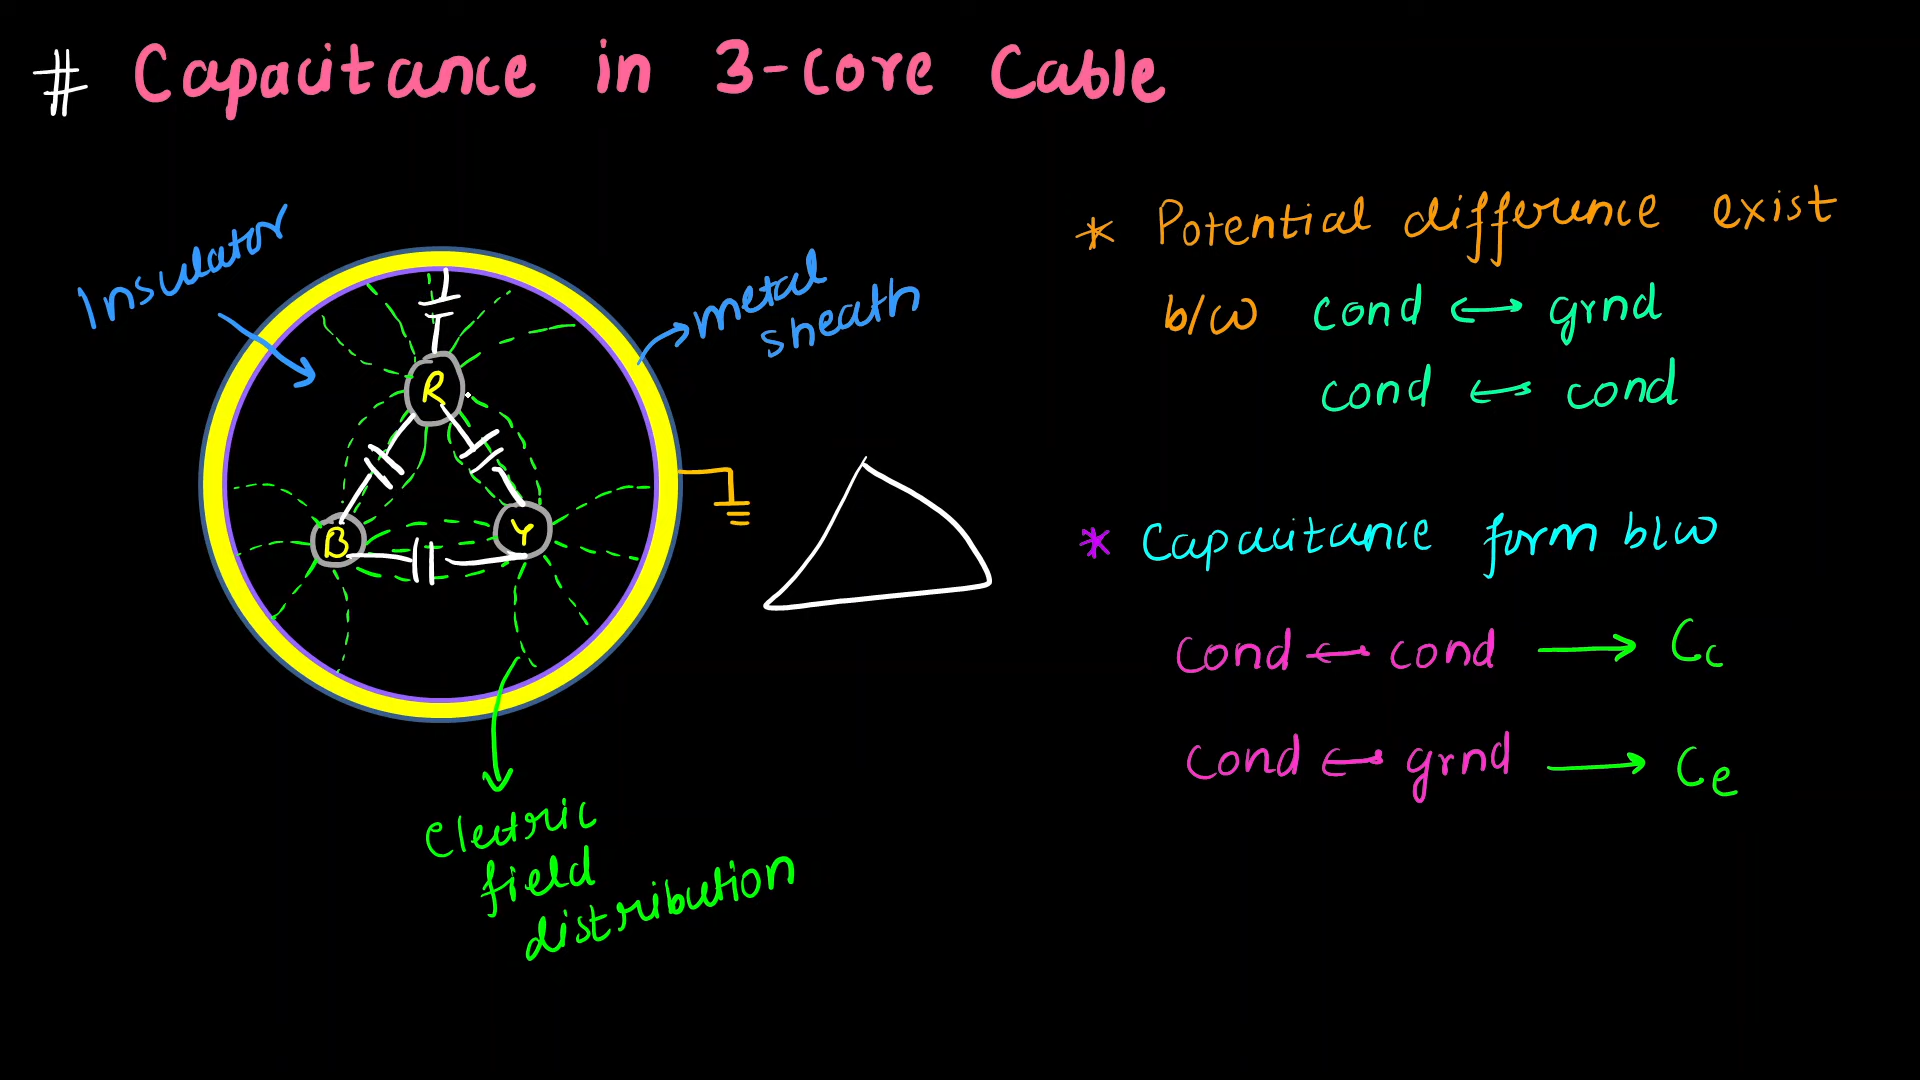 # Capacitance in 3-core Cable
Insulator
metal
sheath
R
B
Y
Electric
field
distribution
* Potential difference exist
b/w cond ↔ grnd
cond ↔ cond
* Capacitance form b/w
cond ↔ cond → Cc
cond ↔ grnd → Ce